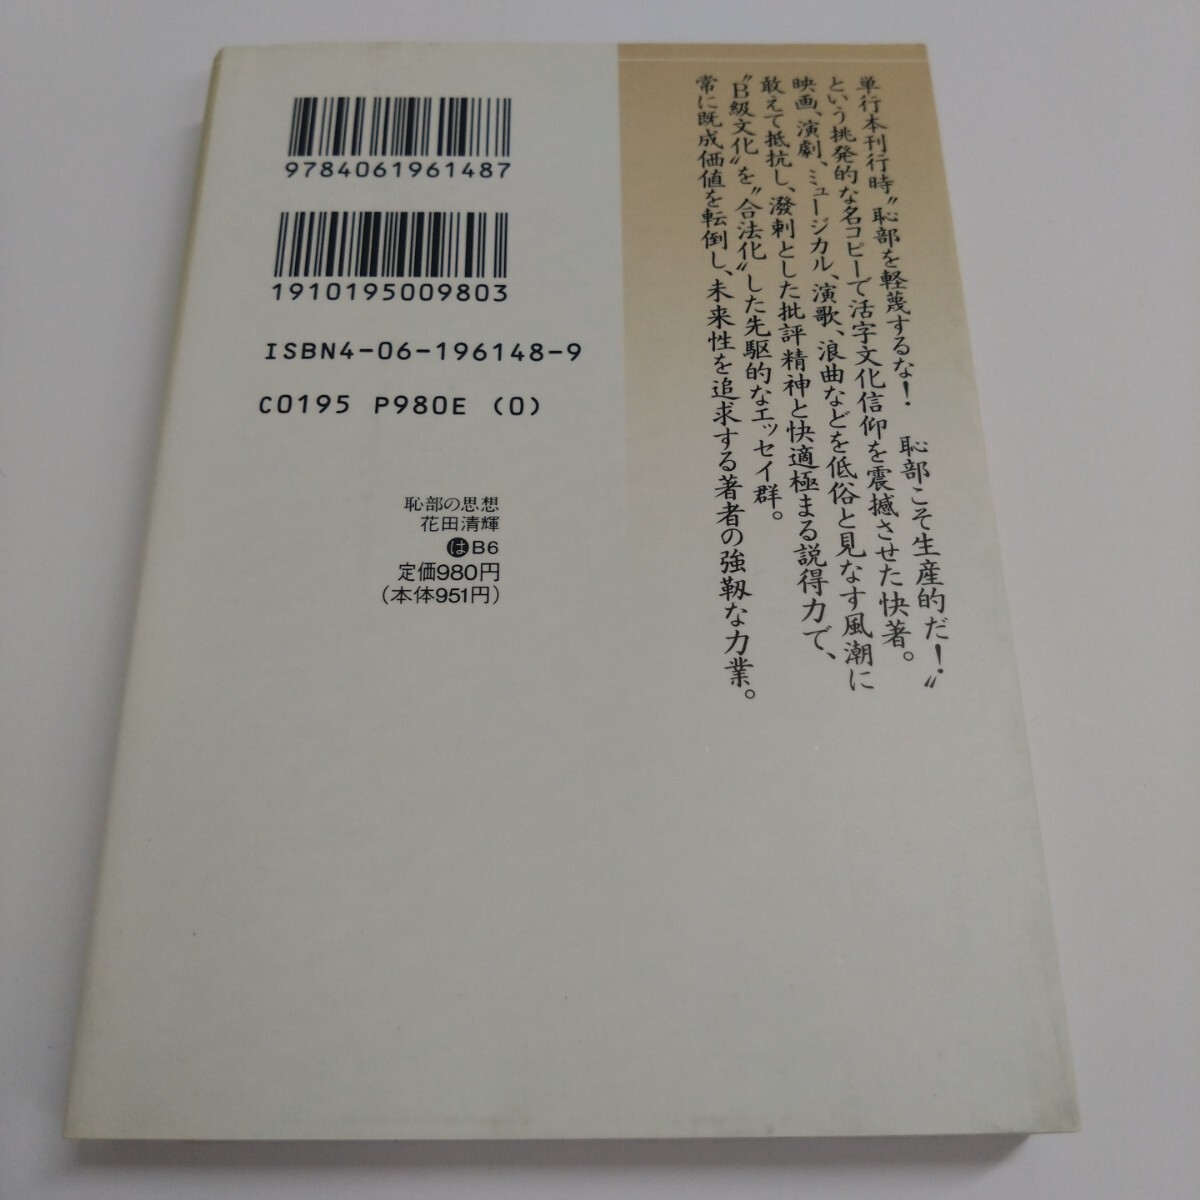 単行本刊行時〝恥部を軽蔑するな! 恥部こそ生産的だ!〟
という挑発的な名コピーで活字文化信仰を震撼させた快著。
映画、演劇、ミュージカル、演歌、浪曲などを低俗と見なす風潮に
敢えて抵抗し、潑剌とした批評精神と快適極まる説得力で、
〝B級文化〟を〝合法化〟した先駆的なエッセイ群。
常に既成価値を転倒し、未来性を追求する著者の強靱な力業。
9784061961487
1910195009803
ISBN4-06-196148-9
C0195 P980E (0)
恥部の思想
花田清輝
はB6
定価980円
(本体951円)